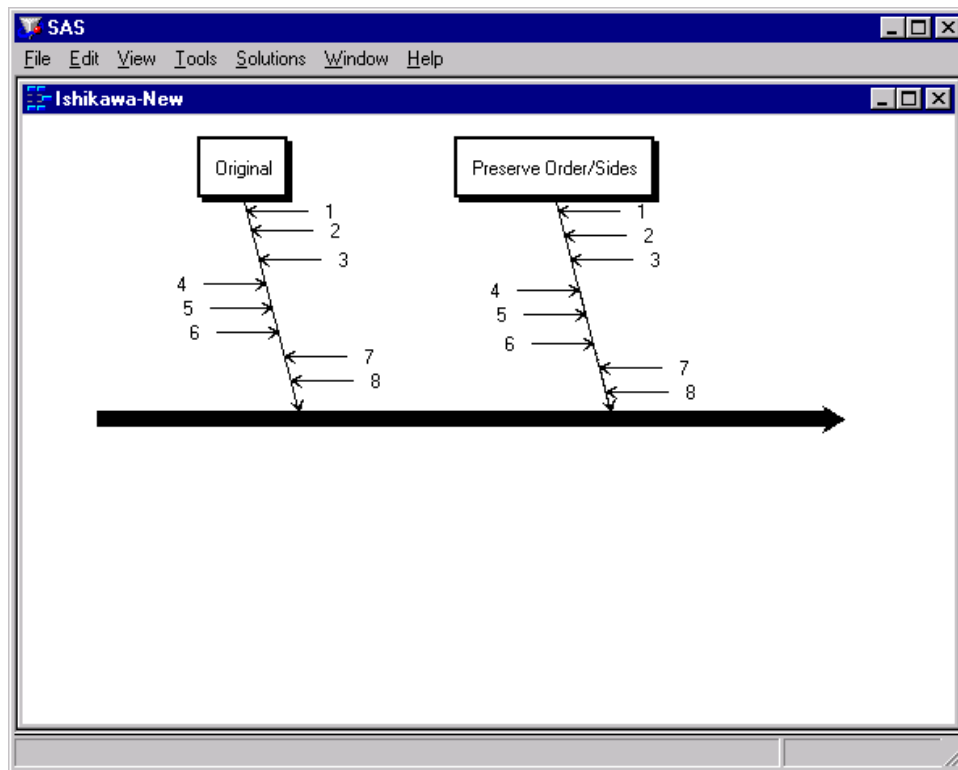 SAS
File Edit View Tools Solutions Window Help
Ishikawa-New
Original Preserve Order/Sides
1 1
2 2
3 3
4 4
5 5
6 6
7 7
8 8